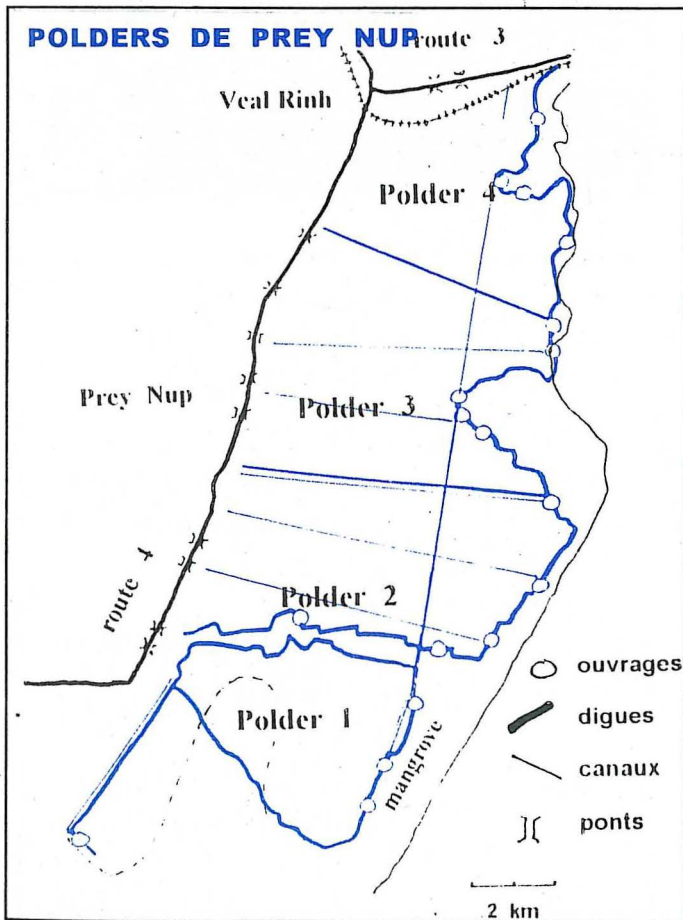 POLDERS DE PREY NUP
route 3
Veal Rinh
Polder 4
Prey Nup
Polder 3
route 4
Polder 2
Polder 1
mangrove
ouvrages
digues
canaux
ponts
2 km